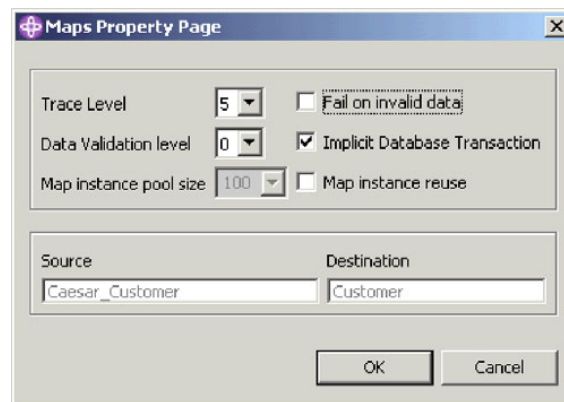 Maps Property Page
Trace Level 5 Fail on invalid data
Data Validation level 0 Implicit Database Transaction
Map instance pool size 100 Map instance reuse
Source Destination
Caesar_Customer Customer
OK Cancel